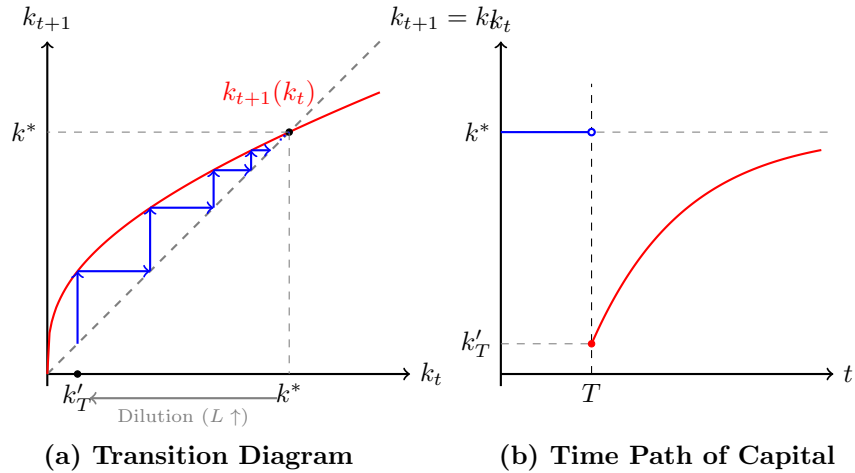 k_{t+1}
k_{t+1} = k_t
k_{t+1}(k_t)
k*
k'_T
k*
k_t
Dilution (L ↑)
(a) Transition Diagram
k_t
k*
k'_T
T
t
(b) Time Path of Capital